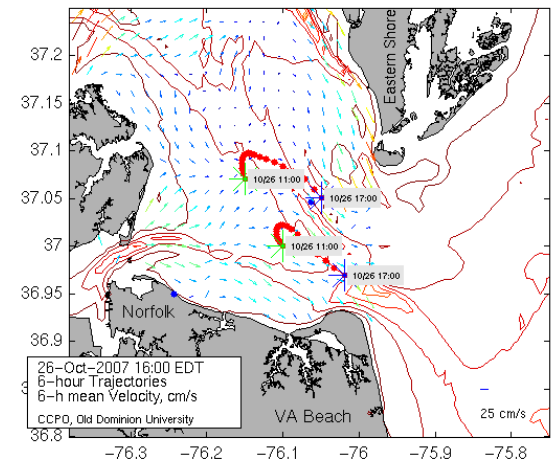 37.2
37.15
37.1
37.05
37
36.95
36.9
36.8
Eastern Shore
10/26 11:00
10/26 17:00
10/26 11:00
10/26 17:00
Norfolk
VA Beach
26-Oct-2007 16:00 EDT
6-hour Trajectories
6-h mean Velocity, cm/s
CCPO, Old Dominion University
25 cm/s
-76.3 -76.2 -76.1 -76 -75.9 -75.8